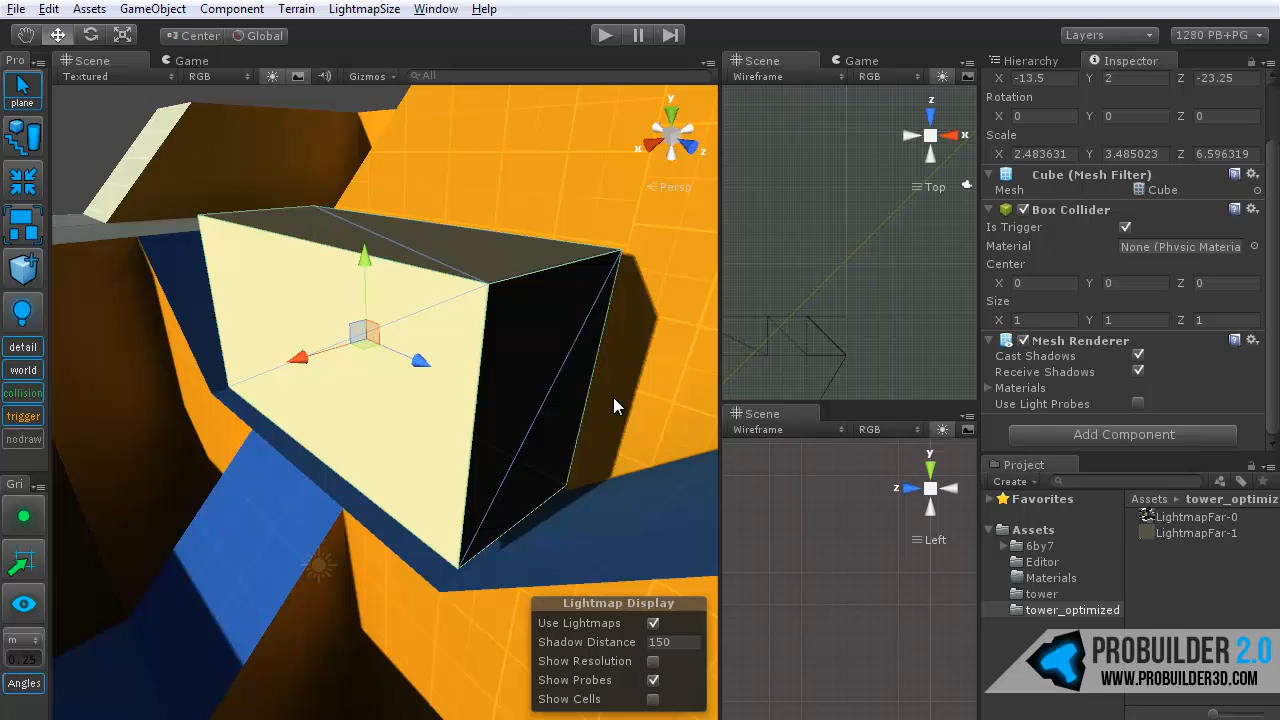 File Edit Assets GameObject Component Terrain LightmapSize Window Help
Center Global
Layers
1280 PB+PG
Pro
Scene
Game
Textured
RGB
Gizmos
All
plane
detail
world
collision
trigger
nodraw
Gri
m
0.25
Angles
y
x
z
Persp
Lightmap Display
Use Lightmaps
Shadow Distance 150
Show Resolution
Show Probes
Show Cells
Scene
Game
Wireframe
RGB
z
x
Top
Scene
Wireframe
RGB
y
z
Left
Hierarchy
Inspector
X -13.5 Y 2 Z -23.25
Rotation
X 0 Y 0 Z 0
Scale
X 2.483631 Y 3.485023 Z 6.596319
Cube (Mesh Filter)
Mesh Cube
Box Collider
Is Trigger
Material None (Physic Materia
Center
X 0 Y 0 Z 0
Size
X 1 Y 1 Z 1
Mesh Renderer
Cast Shadows
Receive Shadows
Materials
Use Light Probes
Add Component
Project
Create
Favorites
Assets
6by7
Editor
Materials
tower
tower_optimized
Assets tower_optimiz
LightmapFar-0
LightmapFar-1
PROBUILDER 2.0
WWW.PROBUILDER3D.COM